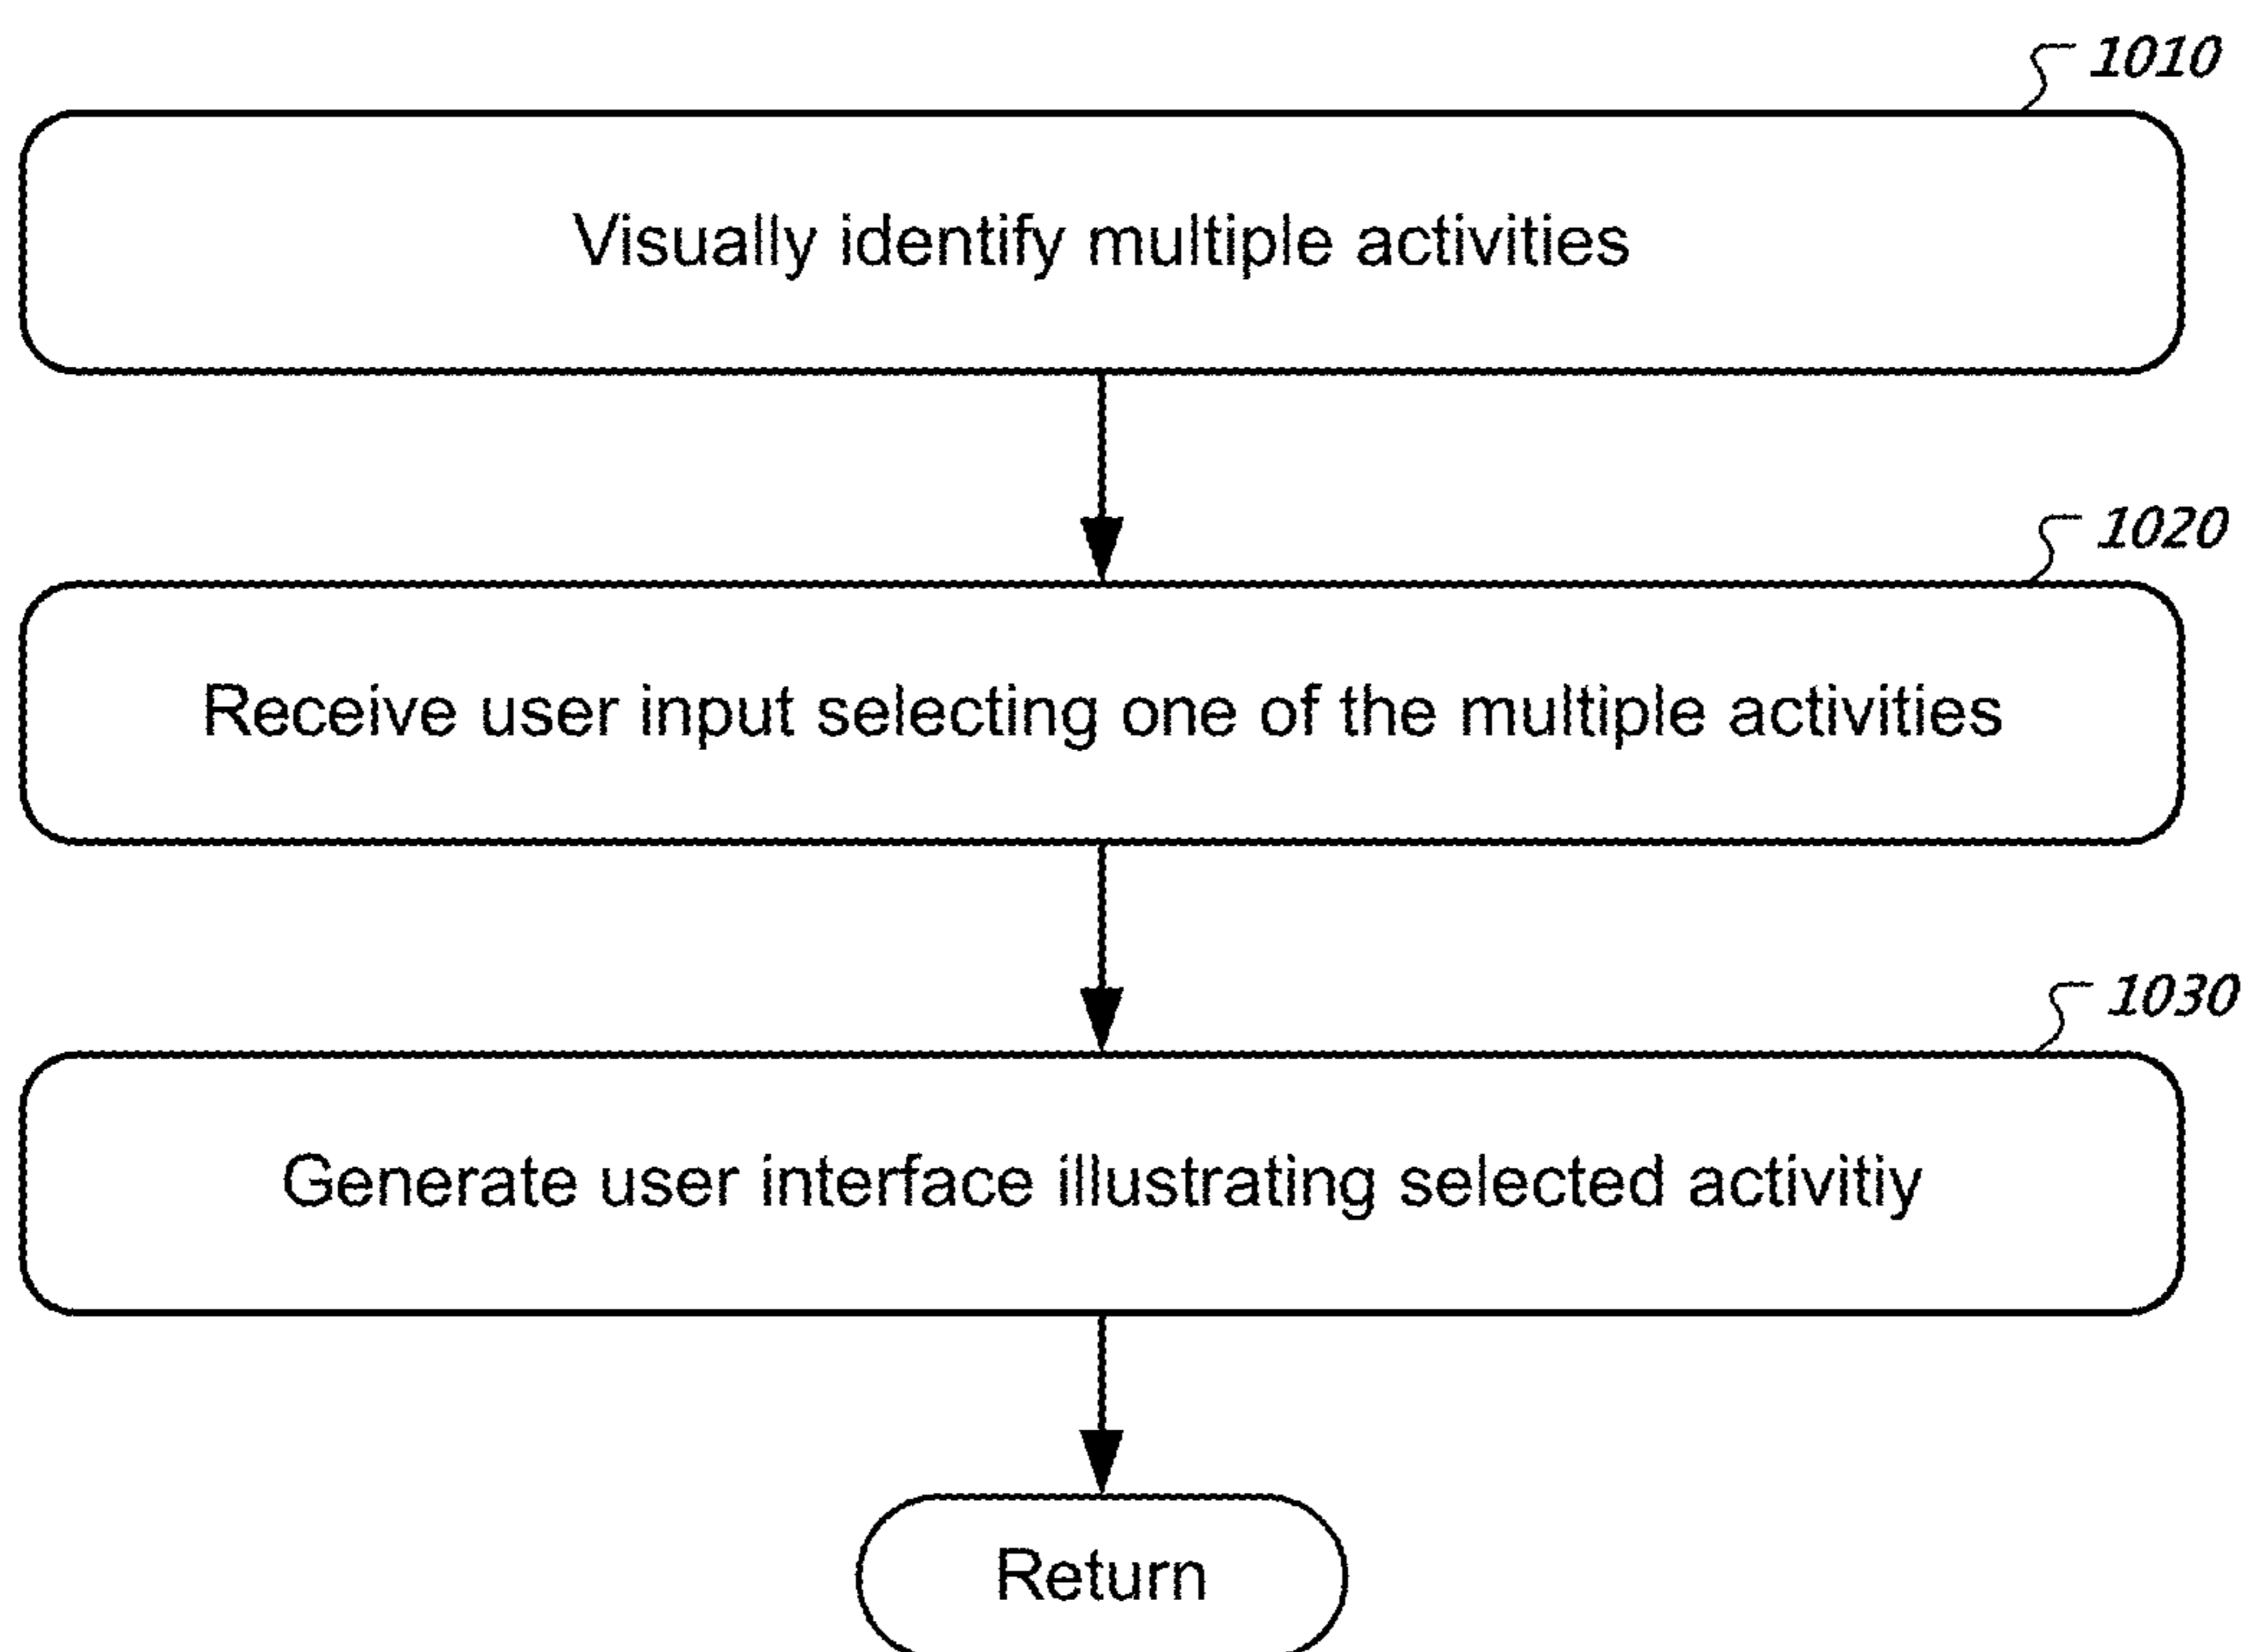 1010
Visually identify multiple activities
1020
Receive user input selecting one of the multiple activities
1030
Generate user interface illustrating selected activitiy
Return